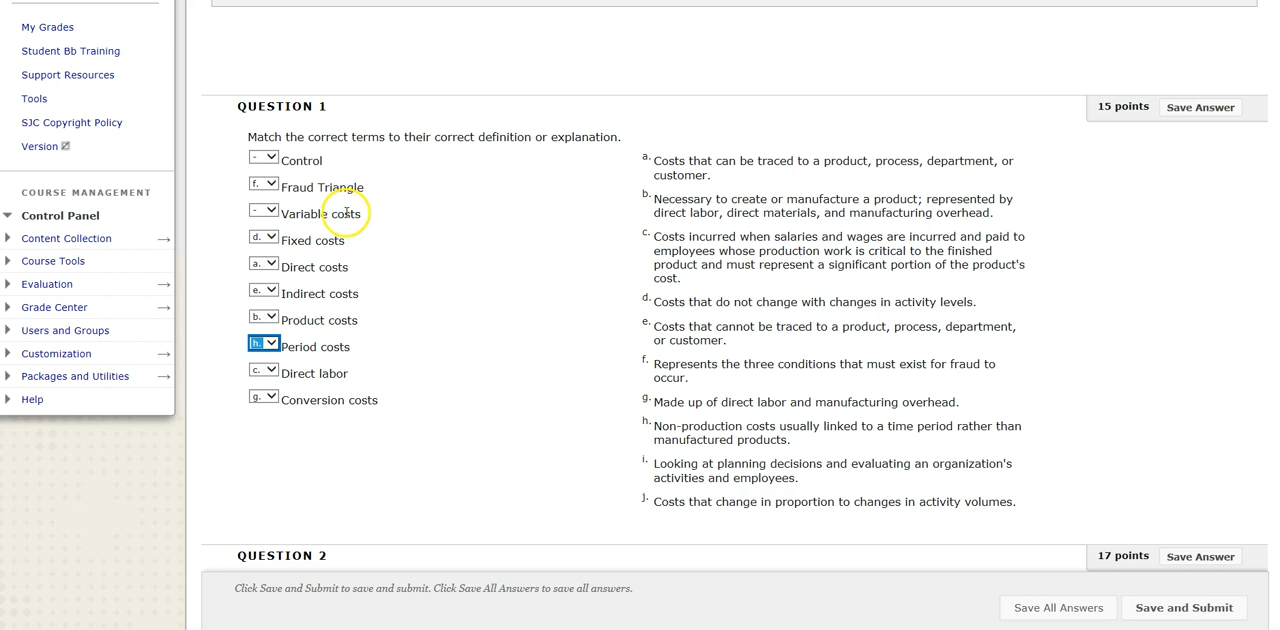 My Grades
Student Bb Training
Support Resources
Tools
SJC Copyright Policy
Version
COURSE MANAGEMENT
Control Panel
Content Collection
Course Tools
Evaluation
Grade Center
Users and Groups
Customization
Packages and Utilities
Help
QUESTION 1
15 points
Save Answer
Match the correct terms to their correct definition or explanation.
- Control
f. Fraud Triangle
- Variable costs
d. Fixed costs
a. Direct costs
e. Indirect costs
b. Product costs
h. Period costs
c. Direct labor
g. Conversion costs
a. Costs that can be traced to a product, process, department, or
customer.
b. Necessary to create or manufacture a product; represented by
direct labor, direct materials, and manufacturing overhead.
c. Costs incurred when salaries and wages are incurred and paid to
employees whose production work is critical to the finished
product and must represent a significant portion of the product's
cost.
d. Costs that do not change with changes in activity levels.
e. Costs that cannot be traced to a product, process, department,
or customer.
f. Represents the three conditions that must exist for fraud to
occur.
g. Made up of direct labor and manufacturing overhead.
h. Non-production costs usually linked to a time period rather than
manufactured products.
i. Looking at planning decisions and evaluating an organization's
activities and employees.
j. Costs that change in proportion to changes in activity volumes.
QUESTION 2
17 points
Save Answer
Click Save and Submit to save and submit. Click Save All Answers to save all answers.
Save All Answers
Save and Submit